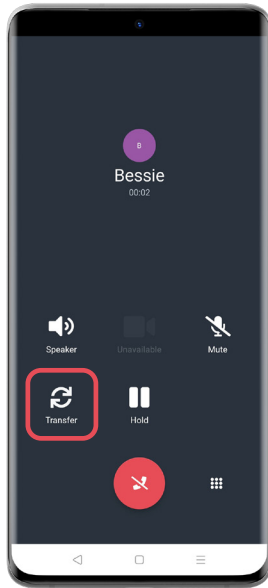 B
Bessie
00:02
Speaker
Unavailable
Mute
Transfer
Hold